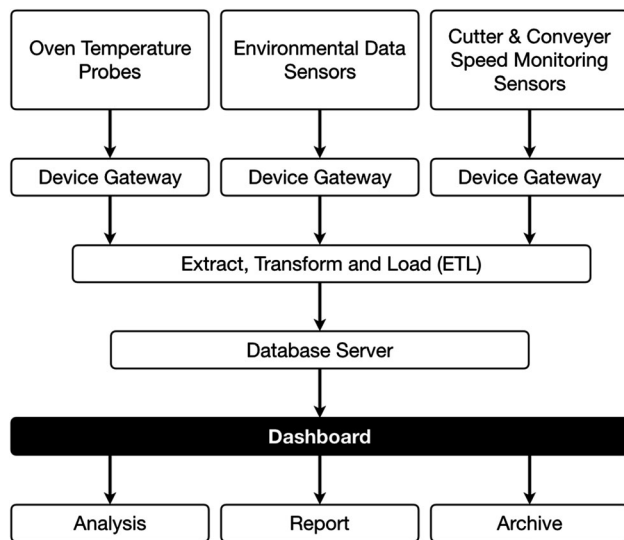 Oven Temperature
Probes
Environmental Data
Sensors
Cutter & Conveyer
Speed Monitoring
Sensors
Device Gateway
Device Gateway
Device Gateway
Extract, Transform and Load (ETL)
Database Server
Dashboard
Analysis
Report
Archive